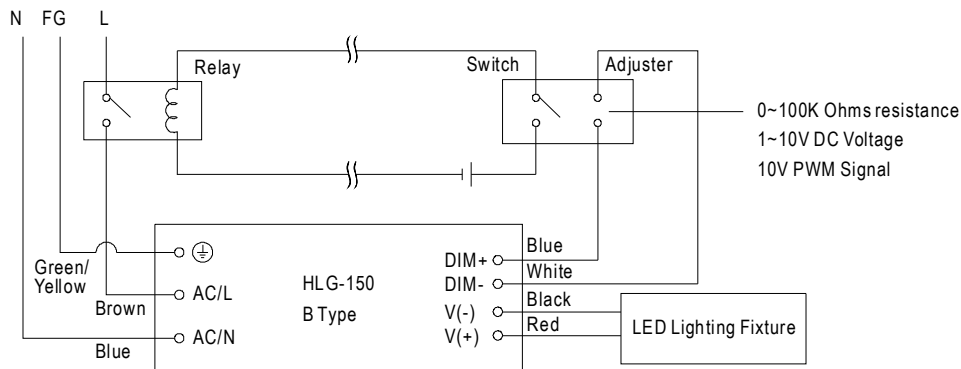 N FG L
Relay
Switch
Adjuster
0~100K Ohms resistance
1~10V DC Voltage
10V PWM Signal
Green/
Yellow
Brown
Blue
AC/L
AC/N
HLG-150
B Type
DIM+
DIM-
V(-)
V(+)
Blue
White
Black
Red
LED Lighting Fixture